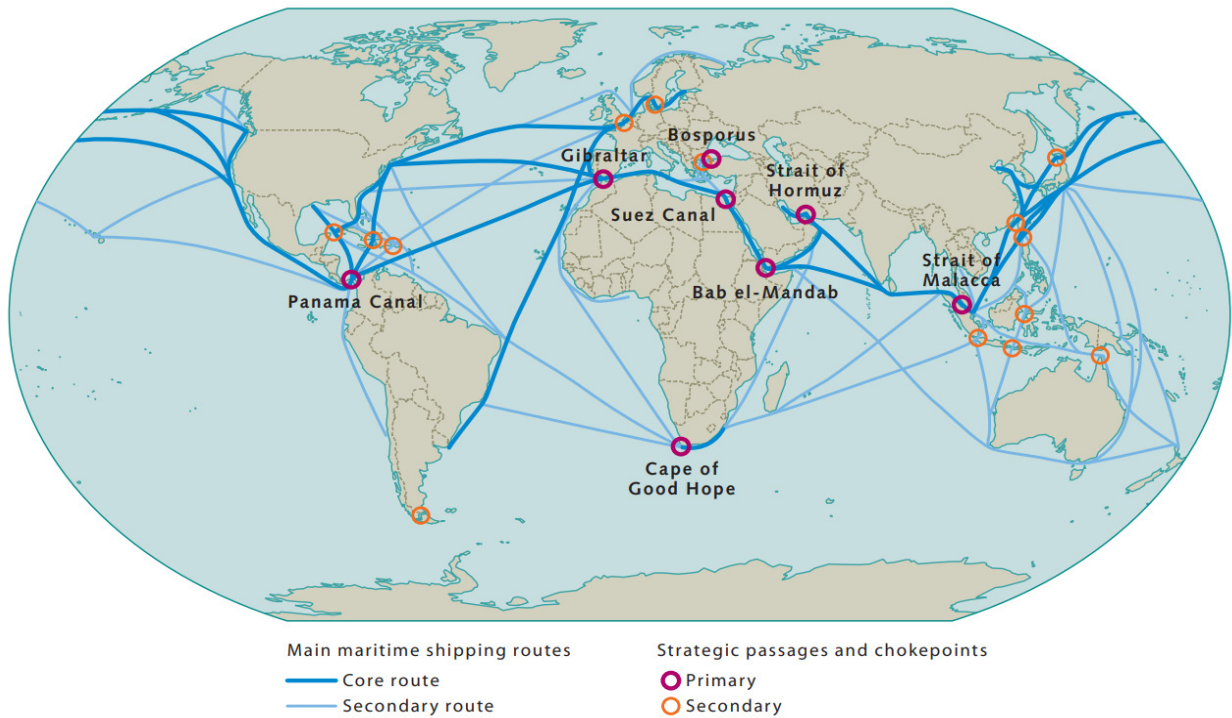 Bosporus
Gibraltar
Strait of
Hormuz
Suez Canal
Strait of
Malacca
Bab el-Mandab
Panama Canal
Cape of
Good Hope
Main maritime shipping routes
Core route
Secondary route
Strategic passages and chokepoints
Primary
Secondary